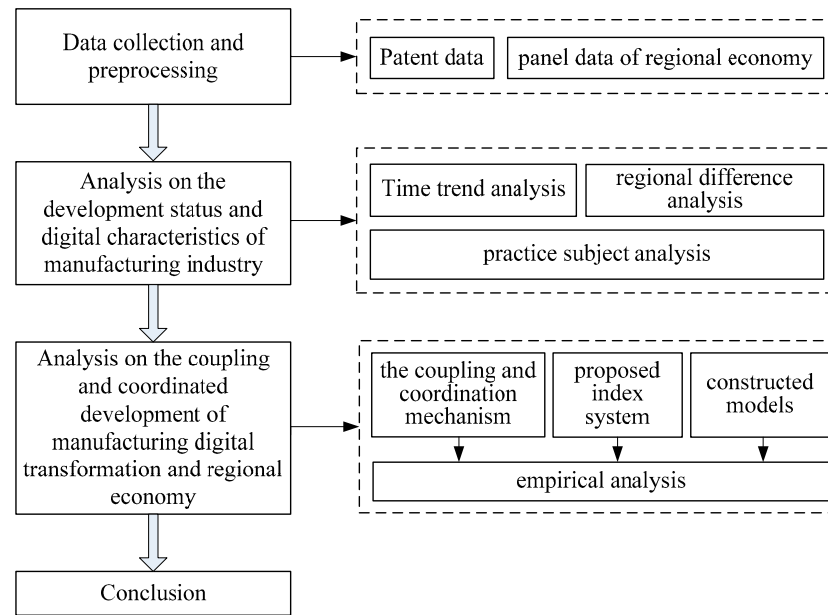 Data collection and
preprocessing
Patent data
panel data of regional economy
Analysis on the
development status and
digital characteristics of
manufacturing industry
Time trend analysis
regional difference
analysis
practice subject analysis
Analysis on the coupling
and coordinated
development of
manufacturing digital
transformation and regional
economy
the coupling and
coordination
mechanism
proposed
index
system
constructed
models
empirical analysis
Conclusion